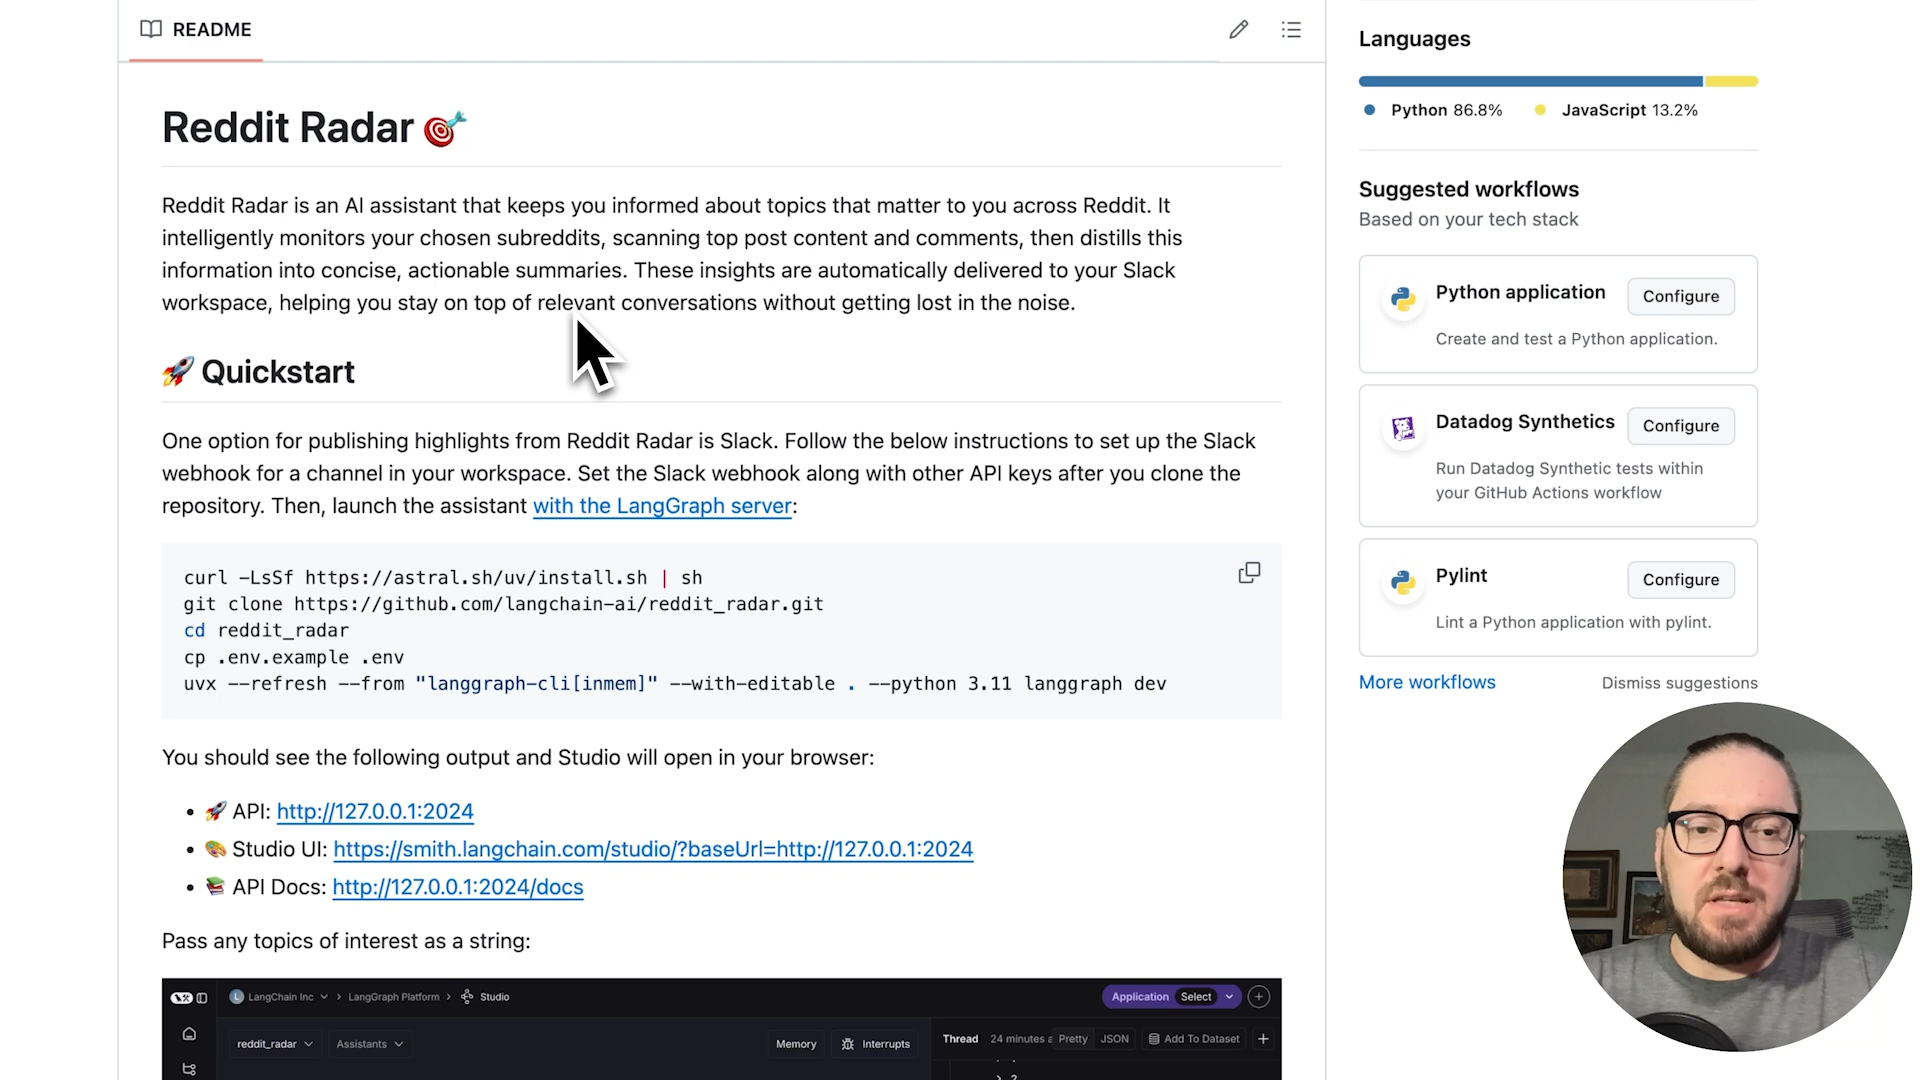 README
Reddit Radar
Reddit Radar is an AI assistant that keeps you informed about topics that matter to you across Reddit. It
intelligently monitors your chosen subreddits, scanning top post content and comments, then distills this
information into concise, actionable summaries. These insights are automatically delivered to your Slack
workspace, helping you stay on top of relevant conversations without getting lost in the noise.
🚀 Quickstart
One option for publishing highlights from Reddit Radar is Slack. Follow the below instructions to set up the Slack
webhook for a channel in your workspace. Set the Slack webhook along with other API keys after you clone the
repository. Then, launch the assistant with the LangGraph server:
curl -LsSf https://astral.sh/uv/install.sh | sh
git clone https://github.com/langchain-ai/reddit_radar.git
cd reddit_radar
cp .env.example .env
uvx --refresh --from "langgraph-cli[inmem]" --with-editable . --python 3.11 langgraph dev
You should see the following output and Studio will open in your browser:
• 🚀 API: http://127.0.0.1:2024
• 🎨 Studio UI: https://smith.langchain.com/studio/?baseUrl=http://127.0.0.1:2024
• 📚 API Docs: http://127.0.0.1:2024/docs
Pass any topics of interest as a string:
LangChain Inc > LangGraph Platform > Studio
Application Select
reddit_radar Assistants Memory Interrupts
Thread 24 minutes a Pretty JSON Add To Dataset
Languages
Python 86.8% JavaScript 13.2%
Suggested workflows
Based on your tech stack
Python application Configure
Create and test a Python application.
Datadog Synthetics Configure
Run Datadog Synthetic tests within
your GitHub Actions workflow
Pylint Configure
Lint a Python application with pylint.
More workflows Dismiss suggestions